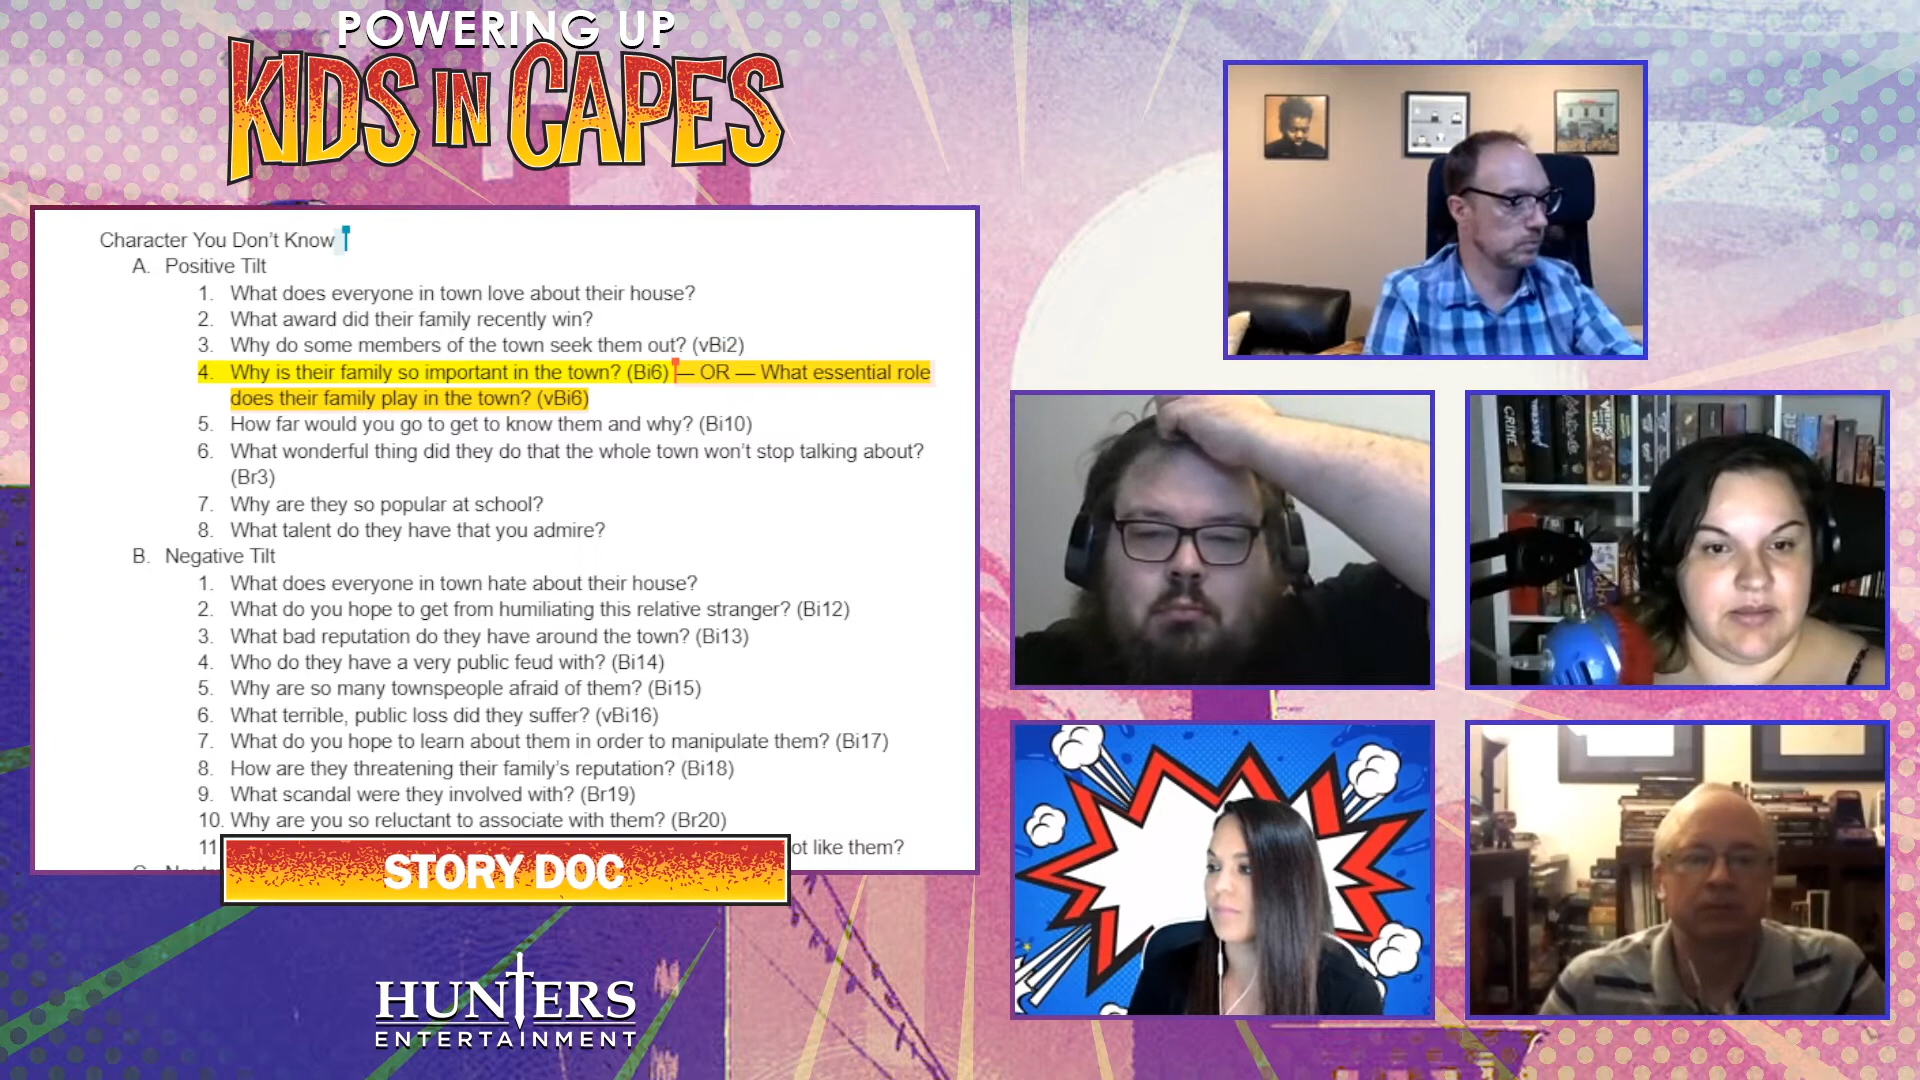 POWERING UP
KIDS IN CAPES
Character You Don't Know
A. Positive Tilt
1. What does everyone in town love about their house?
2. What award did their family recently win?
3. Why do some members of the town seek them out? (vBi2)
4. Why is their family so important in the town? (Bi6) — OR — What essential role
does their family play in the town? (vBi6)
5. How far would you go to get to know them and why? (Bi10)
6. What wonderful thing did they do that the whole town won't stop talking about?
(Br3)
7. Why are they so popular at school?
8. What talent do they have that you admire?
B. Negative Tilt
1. What does everyone in town hate about their house?
2. What do you hope to get from humiliating this relative stranger? (Bi12)
3. What bad reputation do they have around the town? (Bi13)
4. Who do they have a very public feud with? (Bi14)
5. Why are so many townspeople afraid of them? (Bi15)
6. What terrible, public loss did they suffer? (vBi16)
7. What do you hope to learn about them in order to manipulate them? (Bi17)
8. How are they threatening their family's reputation? (Bi18)
9. What scandal were they involved with? (Br19)
10. Why are you so reluctant to associate with them? (Br20)
11 ot like them?
STORY DOC
HUNTERS
ENTERTAINMENT
CRIME